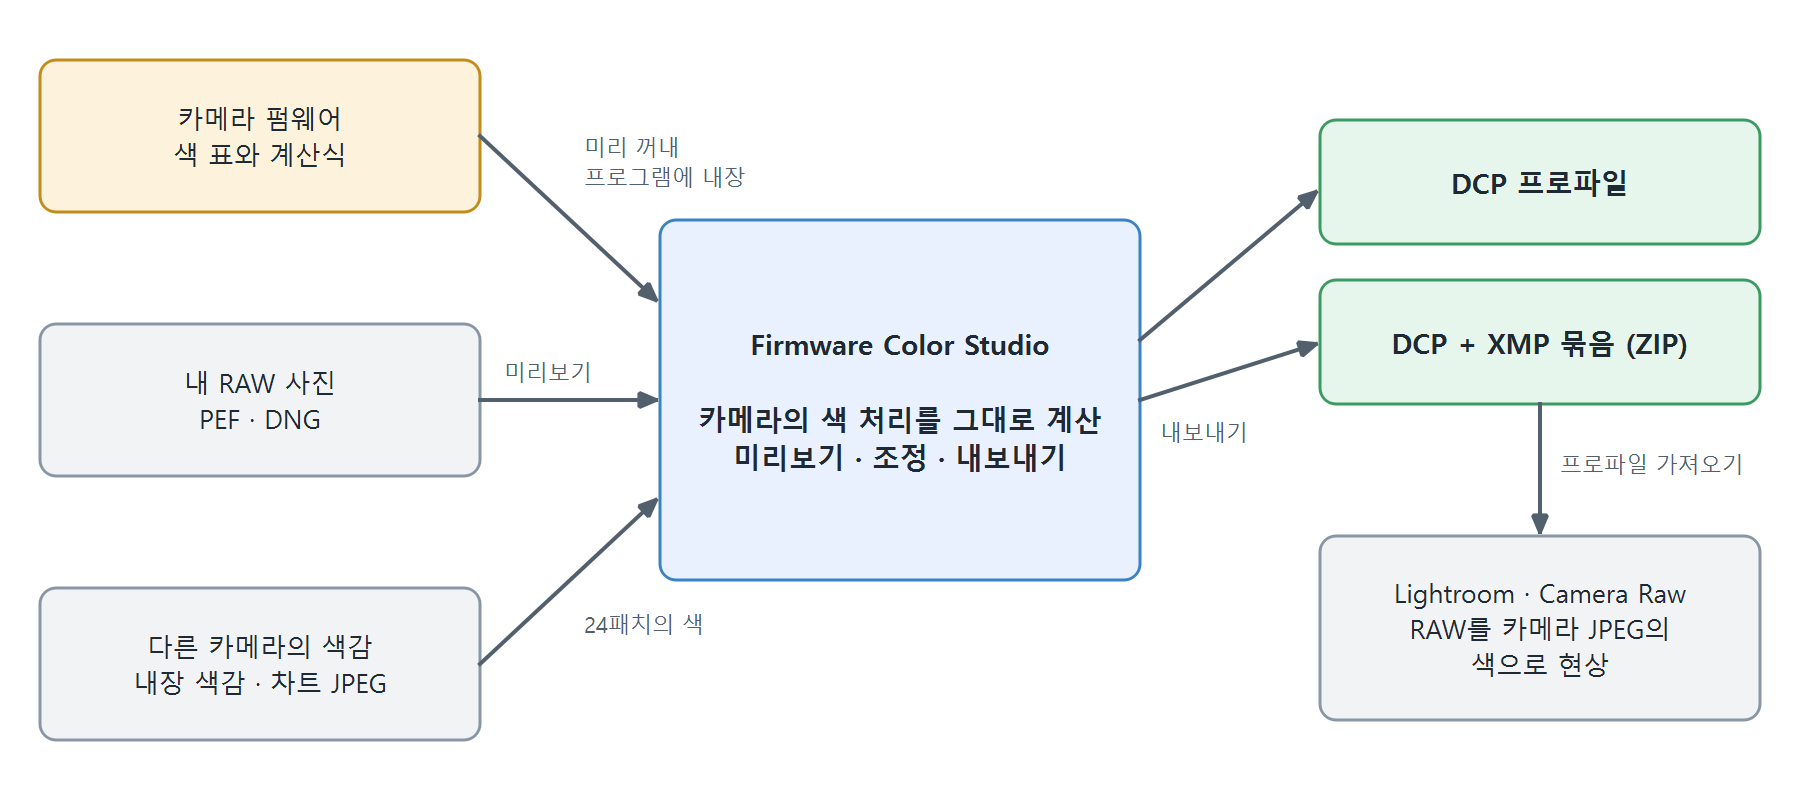 카메라 펌웨어
색 표와 계산식
미리 꺼내
프로그램에 내장
내 RAW 사진
PEF · DNG
미리보기
다른 카메라의 색감
내장 색감 · 차트 JPEG
24패치의 색
Firmware Color Studio
카메라의 색 처리를 그대로 계산
미리보기 · 조정 · 내보내기
내보내기
DCP 프로파일
DCP + XMP 묶음 (ZIP)
프로파일 가져오기
Lightroom · Camera Raw
RAW를 카메라 JPEG의
색으로 현상